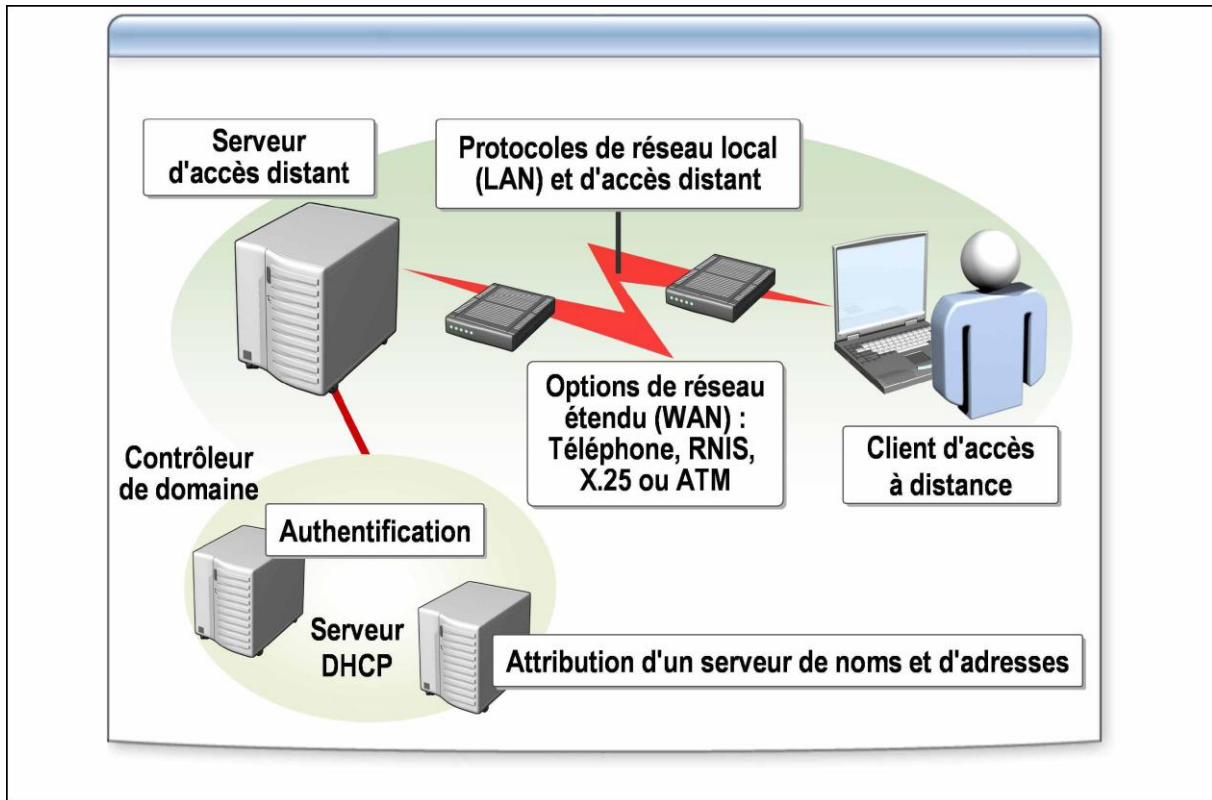 Serveur
d'accès distant
Protocoles de réseau local
(LAN) et d'accès distant
Options de réseau
étendu (WAN) :
Téléphone, RNIS,
X.25 ou ATM
Client d'accès
à distance
Contrôleur
de domaine
Authentification
Serveur
DHCP
Attribution d'un serveur de noms et d'adresses